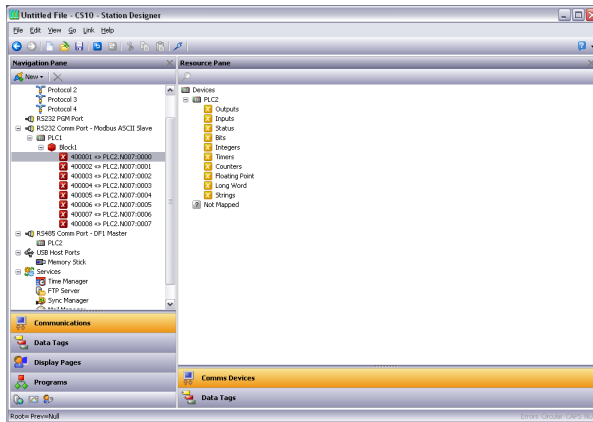 Untitled File - CS10 - Station Designer
File Edit View Go Link Help
Navigation Pane
Resource Pane
New
Protocol 2
Protocol 3
Protocol 4
RS232 PGM Port
RS232 Comm Port - Modbus ASCII Slave
PLC1
Block1
400001 <=> PLC2.N007:0000
400002 <=> PLC2.N007:0001
400003 <=> PLC2.N007:0002
400004 <=> PLC2.N007:0003
400005 <=> PLC2.N007:0004
400006 <=> PLC2.N007:0005
400007 <=> PLC2.N007:0006
400008 <=> PLC2.N007:0007
RS485 Comm Port - DF1 Master
PLC2
USB Host Ports
Memory Stick
Services
Time Manager
FTP Server
Sync Manager
Mail Manager
Communications
Data Tags
Display Pages
Programs
Devices
PLC2
Outputs
Inputs
Status
Bits
Integers
Timers
Counters
Floating Point
Long Word
Strings
Not Mapped
Comms Devices
Data Tags
Root= Prev=Null
Errors Circular CAPS